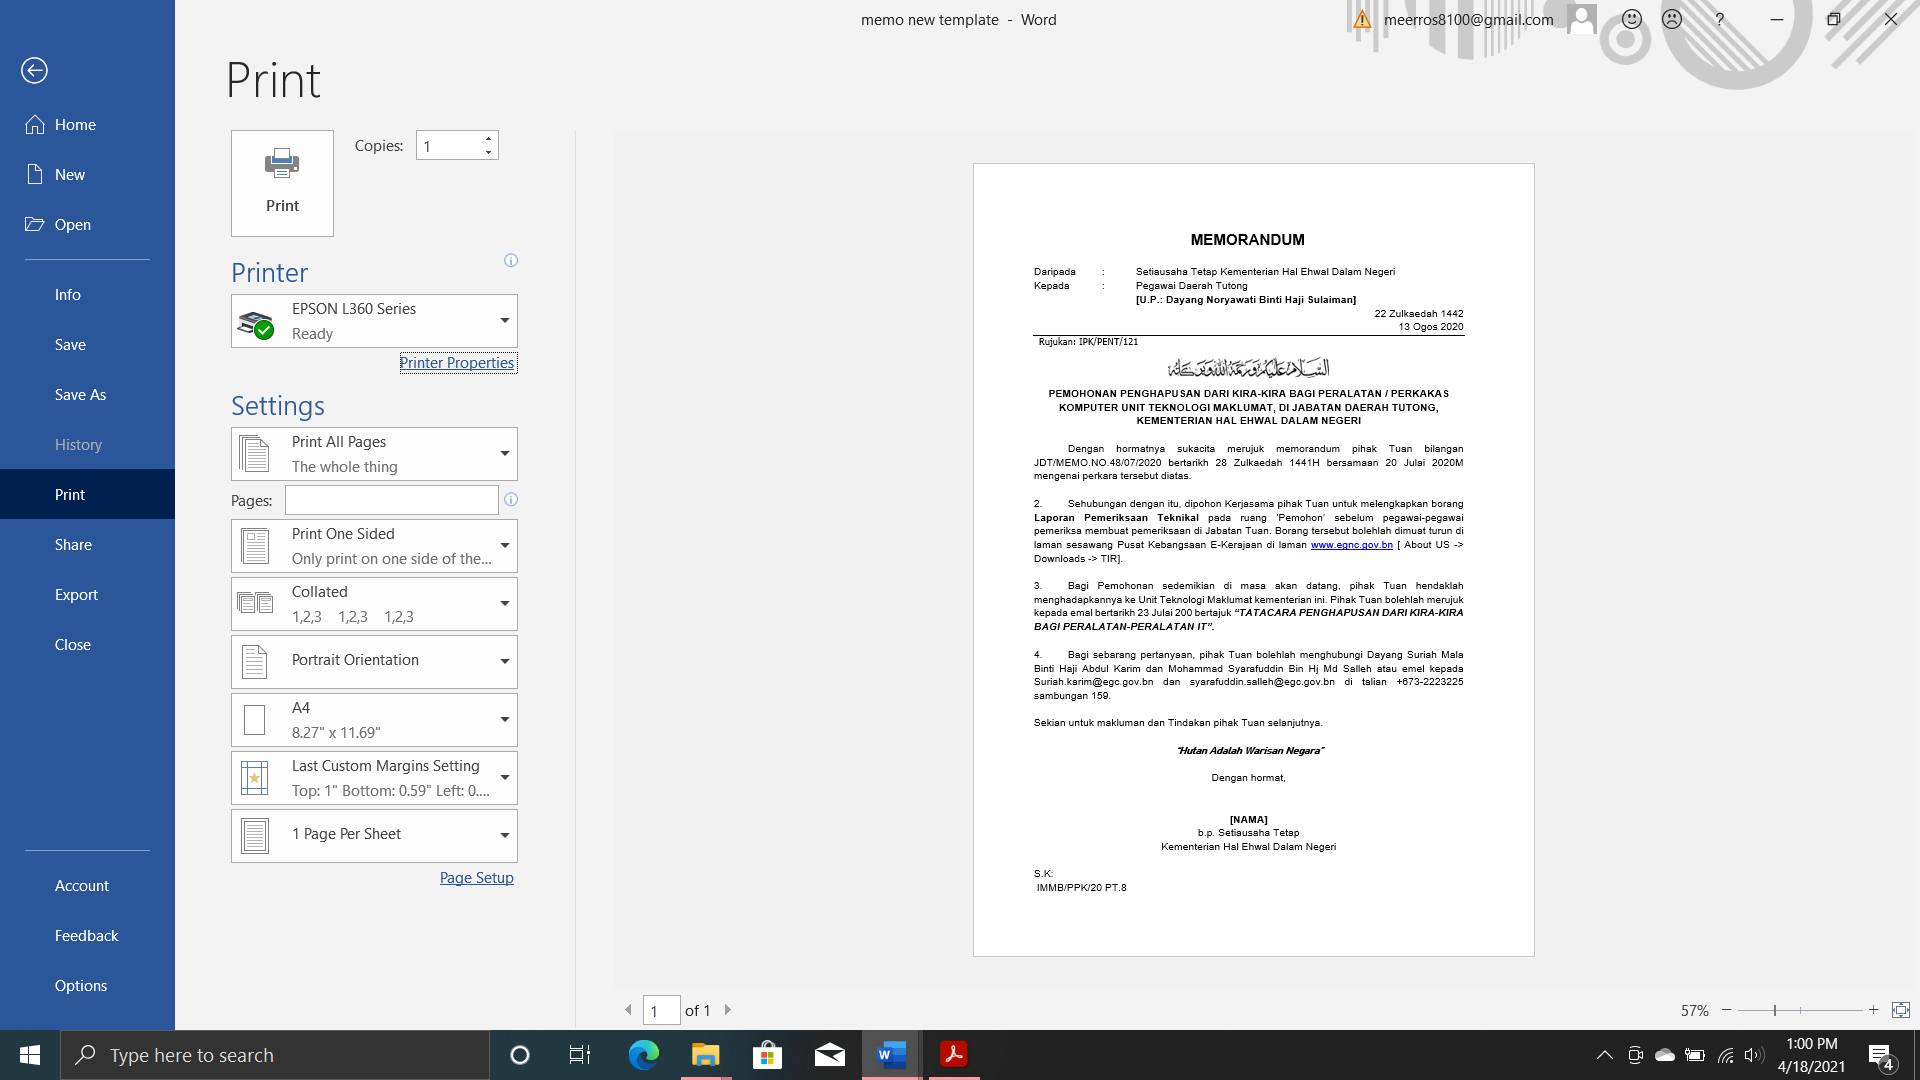 memo new template - Word
meerros8100@gmail.com
?
Print
Home
New
Open
Info
Save
Save As
History
Print
Share
Export
Close
Account
Feedback
Options
Print
Copies: 1
Printer
EPSON L360 Series
Ready
Printer Properties
Settings
Print All Pages
The whole thing
Pages:
Print One Sided
Only print on one side of the...
Collated
1,2,3 1,2,3 1,2,3
Portrait Orientation
A4
8.27" x 11.69"
Last Custom Margins Setting
Top: 1" Bottom: 0.59" Left: 0....
1 Page Per Sheet
Page Setup
MEMORANDUM
Daripada : Setiausaha Tetap Kementerian Hal Ehwal Dalam Negeri
Kepada : Pegawai Daerah Tutong
[U.P.: Dayang Noryawati Binti Haji Sulaiman]
22 Zulkaedah 1442
13 Ogos 2020
Rujukan: IPK/PENT/121
السلام عليكم ورحمة الله وبركاته
PEMOHONAN PENGHAPUSAN DARI KIRA-KIRA BAGI PERALATAN / PERKAKAS
KOMPUTER UNIT TEKNOLOGI MAKLUMAT, DI JABATAN DAERAH TUTONG,
KEMENTERIAN HAL EHWAL DALAM NEGERI
Dengan hormatnya sukacita merujuk memorandum pihak Tuan bilangan
JDT/MEMO.NO.48/07/2020 bertarikh 28 Zulkaedah 1441H bersamaan 20 Julai 2020M
mengenai perkara tersebut diatas.
2. Sehubungan dengan itu, dipohon Kerjasama pihak Tuan untuk melengkapkan borang
Laporan Pemeriksaan Teknikal pada ruang 'Pemohon' sebelum pegawai-pegawai
pemeriksa membuat pemeriksaan di Jabatan Tuan. Borang tersebut bolehlah dimuat turun di
laman sesawang Pusat Kebangsaan E-Kerajaan di laman www.egnc.gov.bn [ About US ->
Downloads -> TIR].
3. Bagi Pemohonan sedemikian di masa akan datang, pihak Tuan hendaklah
menghadapkannya ke Unit Teknologi Maklumat kementerian ini. Pihak Tuan bolehlah merujuk
kepada emal bertarikh 23 Julai 200 bertajuk “TATACARA PENGHAPUSAN DARI KIRA-KIRA
BAGI PERALATAN-PERALATAN IT”.
4. Bagi sebarang pertanyaan, pihak Tuan bolehlah menghubungi Dayang Suriah Mala
Binti Haji Abdul Karim dan Mohammad Syarafuddin Bin Hj Md Salleh atau emel kepada
Suriah.karim@egc.gov.bn dan syarafuddin.salleh@egc.gov.bn di talian +673-2223225
sambungan 159.
Sekian untuk makluman dan Tindakan pihak Tuan selanjutnya.
“Hutan Adalah Warisan Negara”
Dengan hormat,
[NAMA]
b.p. Setiausaha Tetap
Kementerian Hal Ehwal Dalam Negeri
S.K:
IMMB/PPK/20 PT.8
1 of 1
57%
Type here to search
1:00 PM
4/18/2021
4